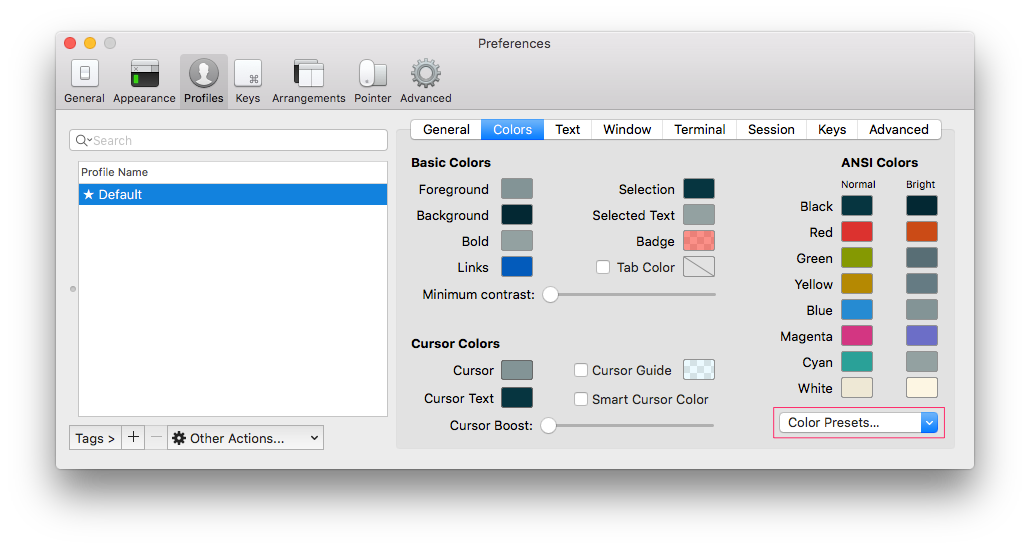 Preferences
General Appearance Profiles Keys Arrangements Pointer Advanced
Search
Profile Name
★ Default
Tags > + − Other Actions...
General Colors Text Window Terminal Session Keys Advanced
Basic Colors
Foreground Selection
Background Selected Text
Bold Badge
Links Tab Color
Minimum contrast:
Cursor Colors
Cursor Cursor Guide
Cursor Text Smart Cursor Color
Cursor Boost:
ANSI Colors
Normal Bright
Black
Red
Green
Yellow
Blue
Magenta
Cyan
White
Color Presets...